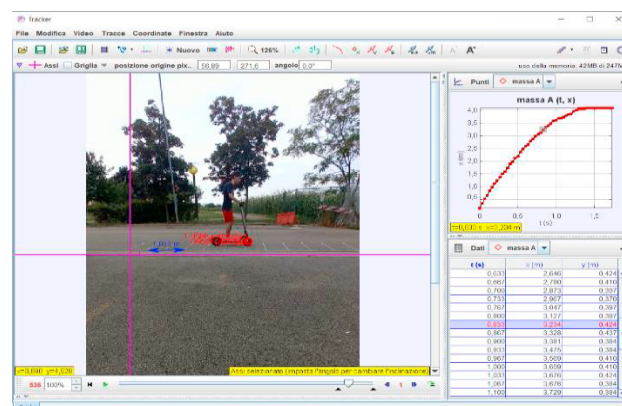 Tracker
File Modifica Video Tracce Coordinate Finestra Aiuto
Nuovo 126%
Assi Griglia posizione origine pix.. 56,89 271,6 angolo 0,0° uso della memoria: 42MB di 247M
Punti massa A
massa A (t, x)
x (m)
4,0
3,5
3,0
2,5
2,0
1,5
1,0
0,5
0 0,5 1,0 1,5
t (s)
t=0,833 s x=3,234 m
1,000 m
Dati massa A
t (s) x (m) y (m)
0,633 2,646 0,424
0,667 2,780 0,410
0,700 2,873 0,397
0,733 2,967 0,370
0,767 3,047 0,397
0,800 3,127 0,397
0,833 3,234 0,424
0,867 3,328 0,437
0,900 3,381 0,384
0,933 3,475 0,384
0,967 3,569 0,410
1,000 3,609 0,410
1,033 3,676 0,424
1,067 3,676 0,384
1,100 3,729 0,384
Assi selezionato (imposta l'angolo per cambiare l'inclinazione)
536 100% 1